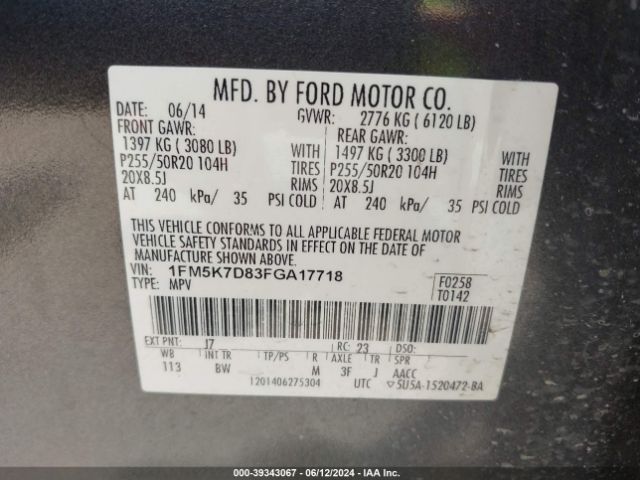 MFD. BY FORD MOTOR CO.
DATE: 06/14 GVWR: 2776 KG ( 6120 LB)
FRONT GAWR: REAR GAWR:
1397 KG ( 3080 LB) WITH 1497 KG ( 3300 LB) WITH
P255/50R20 104H TIRES P255/50R20 104H TIRES
20X8.5J RIMS 20X8.5J RIMS
AT 240 kPa/ 35 PSI COLD AT 240 kPa/ 35 PSI COLD
THIS VEHICLE CONFORMS TO ALL APPLICABLE FEDERAL MOTOR
VEHICLE SAFETY STANDARDS IN EFFECT ON THE DATE OF
MANUFACTURE SHOWN ABOVE.
VIN: 1FM5K7D83FGA17718 F0258
TYPE: MPV T0142
EXT PNT: J7 RC: 23 DSO:
WB INT TR TP/PS R AXLE TR SPR
113 BW M 3F J AACC
1201406275304 UTC ▽5U5A-1520472-BA
000-39343067 - 06/12/2024 - IAA Inc.